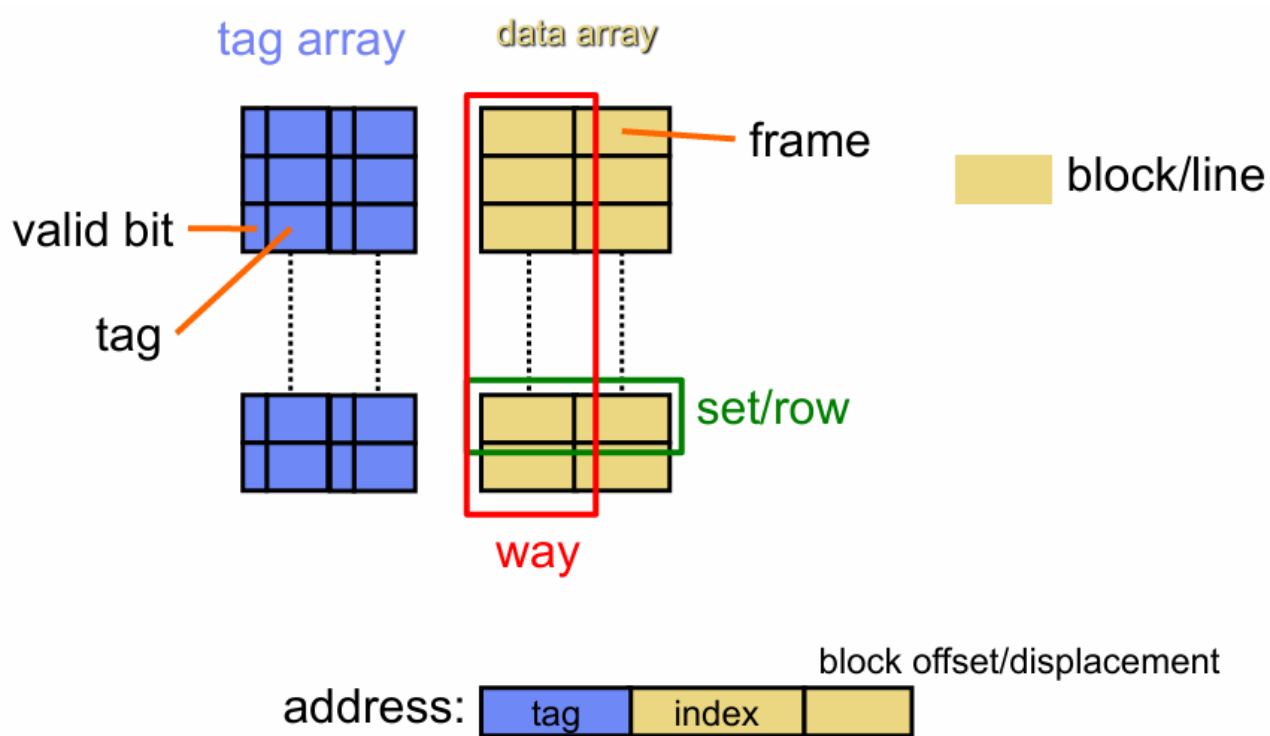 tag array
data array
frame
block/line
valid bit
tag
set/row
way
block offset/displacement
address:
tag
index